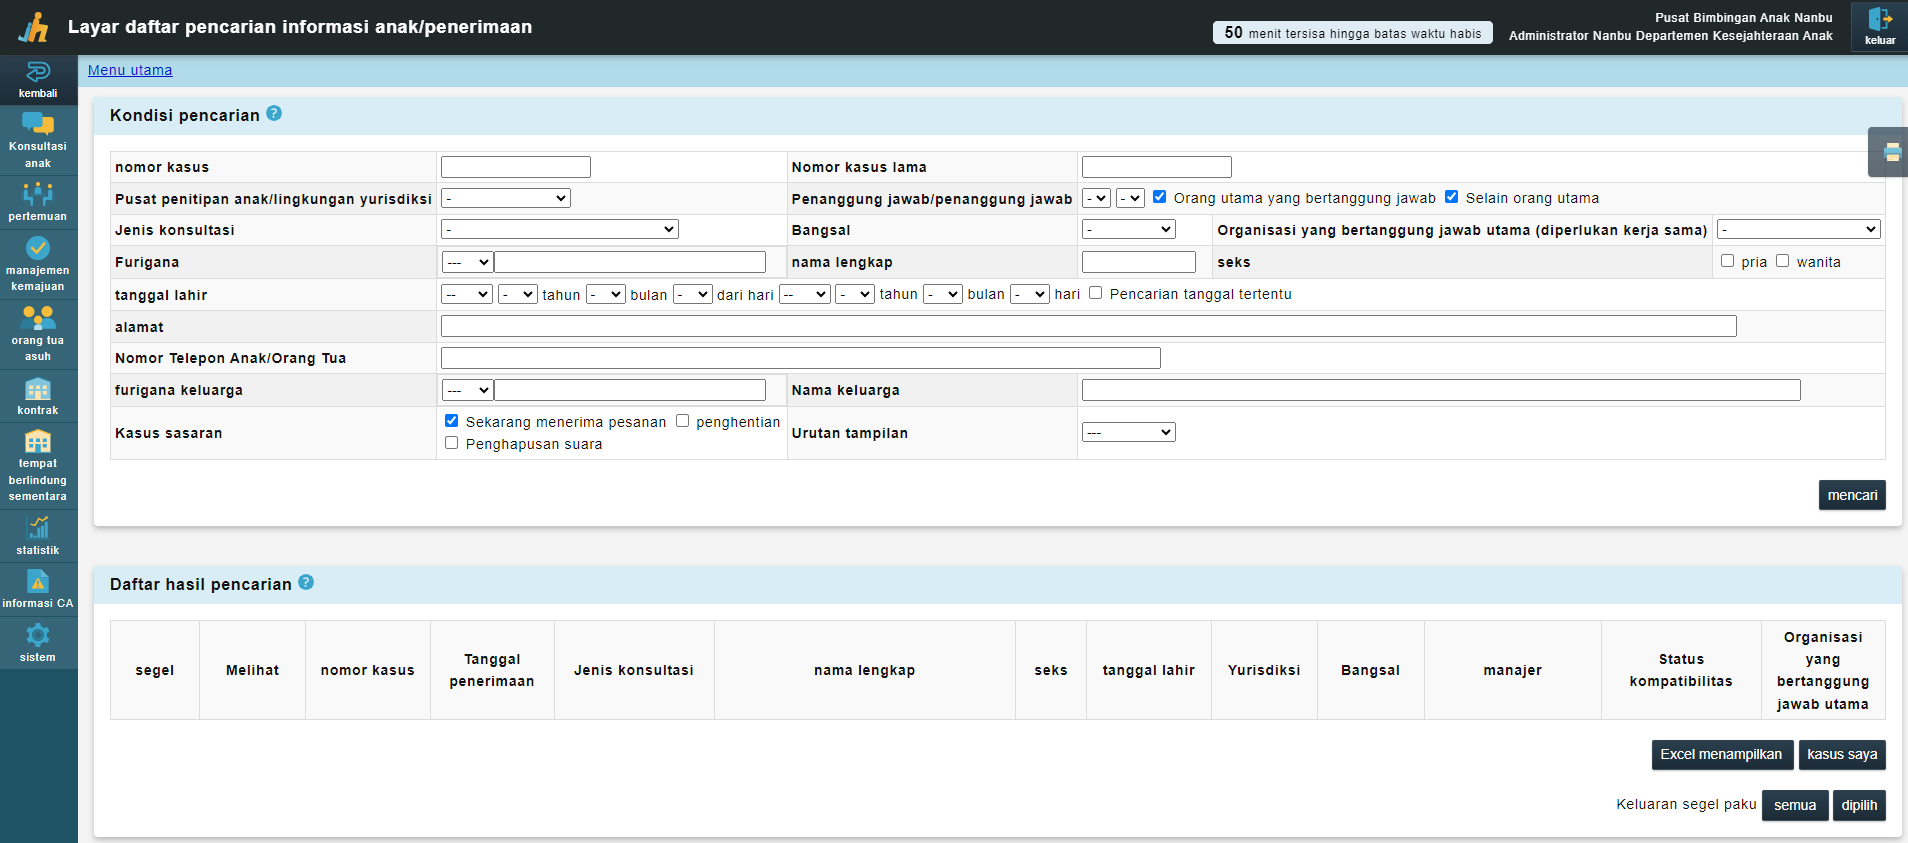 Layar daftar pencarian informasi anak/penerimaan
50 menit tersisa hingga batas waktu habis
Pusat Bimbingan Anak Nanbu
Administrator Nanbu Departemen Kesejahteraan Anak
keluar
kembali
Konsultasi
anak
pertemuan
manajemen
kemajuan
orang tua
asuh
kontrak
tempat
berlindung
sementara
statistik
informasi CA
sistem
Menu utama
Kondisi pencarian ?
nomor kasus
Nomor kasus lama
Pusat penitipan anak/lingkungan yurisdiksi -
Penanggung jawab/penanggung jawab - - Orang utama yang bertanggung jawab Selain orang utama
Jenis konsultasi -
Bangsal -
Organisasi yang bertanggung jawab utama (diperlukan kerja sama) -
Furigana ---
nama lengkap
seks pria wanita
tanggal lahir -- - tahun - bulan - dari hari -- - tahun - bulan - hari Pencarian tanggal tertentu
alamat
Nomor Telepon Anak/Orang Tua
furigana keluarga ---
Nama keluarga
Kasus sasaran
Sekarang menerima pesanan penghentian
Penghapusan suara
Urutan tampilan ---
mencari
Daftar hasil pencarian ?
segel
Melihat
nomor kasus
Tanggal
penerimaan
Jenis konsultasi
nama lengkap
seks
tanggal lahir
Yurisdiksi
Bangsal
manajer
Status
kompatibilitas
Organisasi
yang
bertanggung
jawab utama
Excel menampilkan kasus saya
Keluaran segel paku semua dipilih